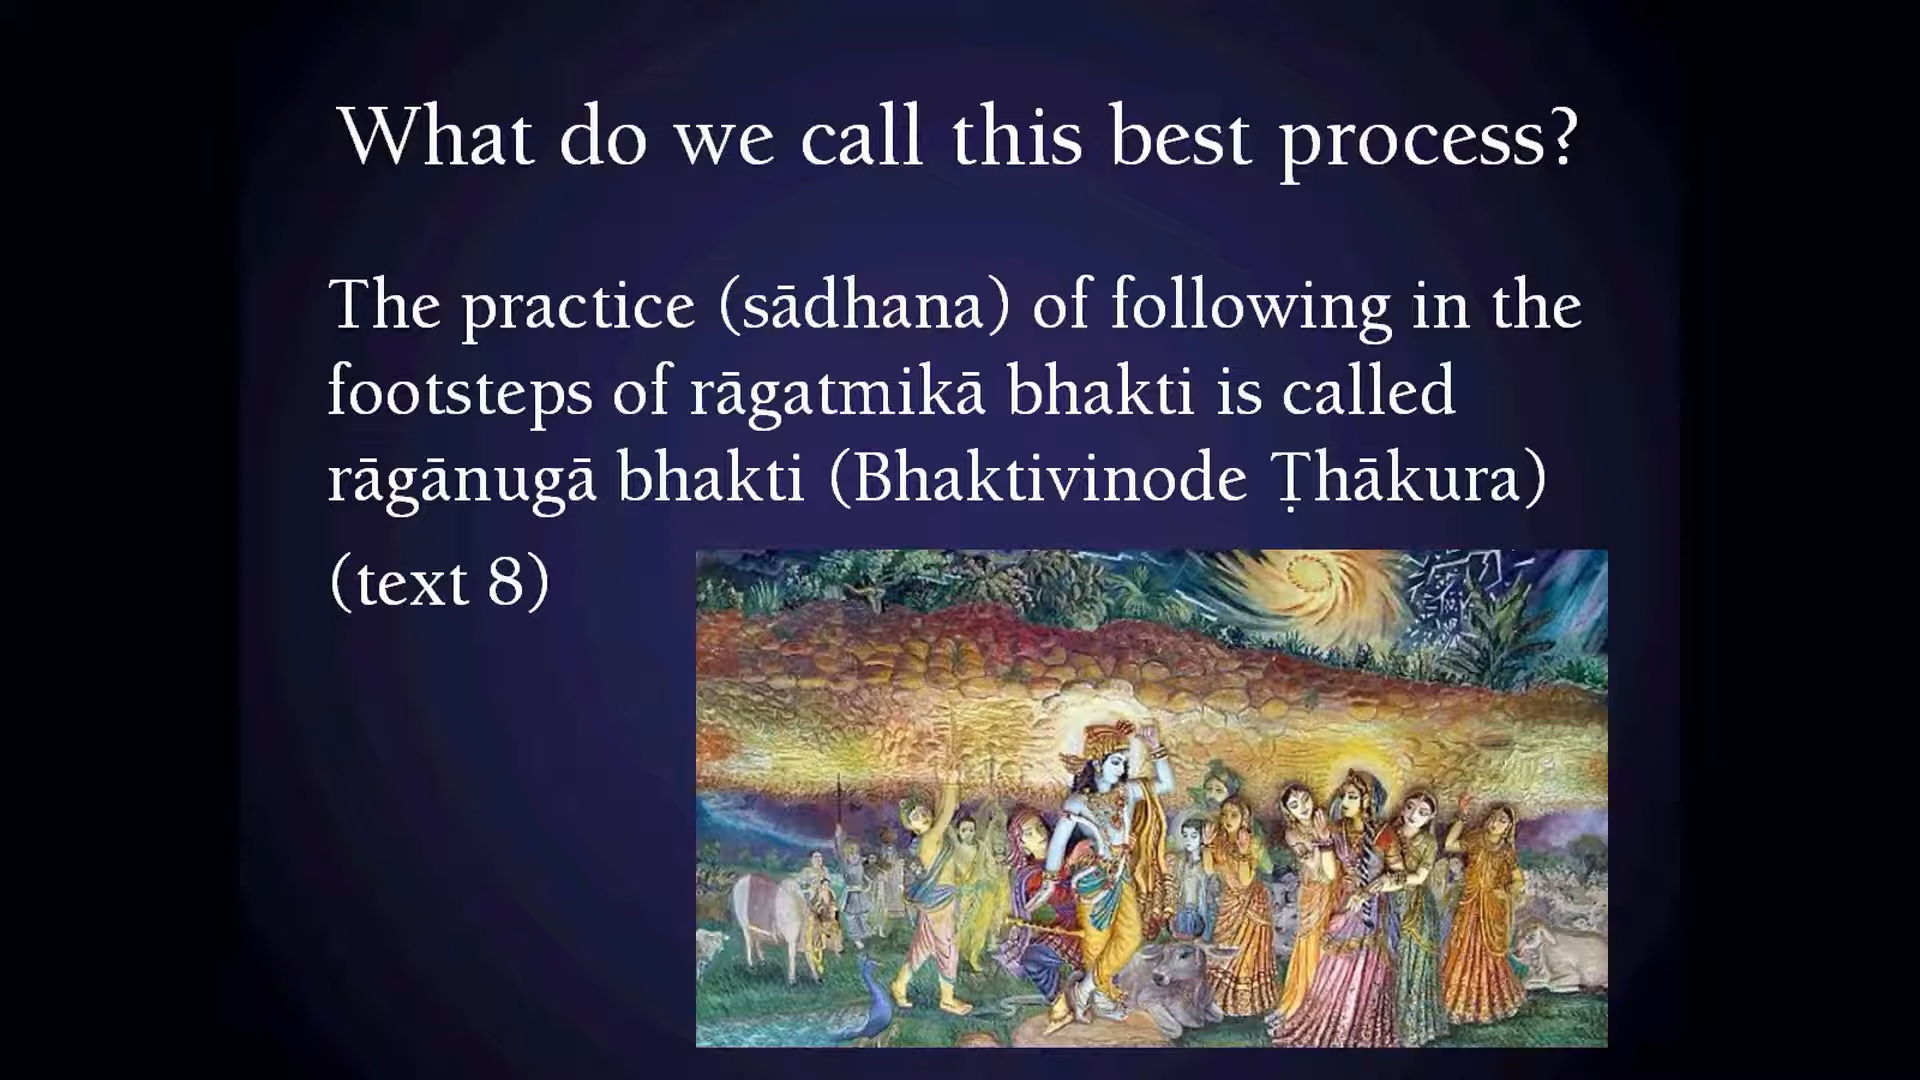 What do we call this best process?
The practice (sādhana) of following in the
footsteps of rāgatmikā bhakti is called
rāgānugā bhakti (Bhaktivinode Ṭhākura)
(text 8)